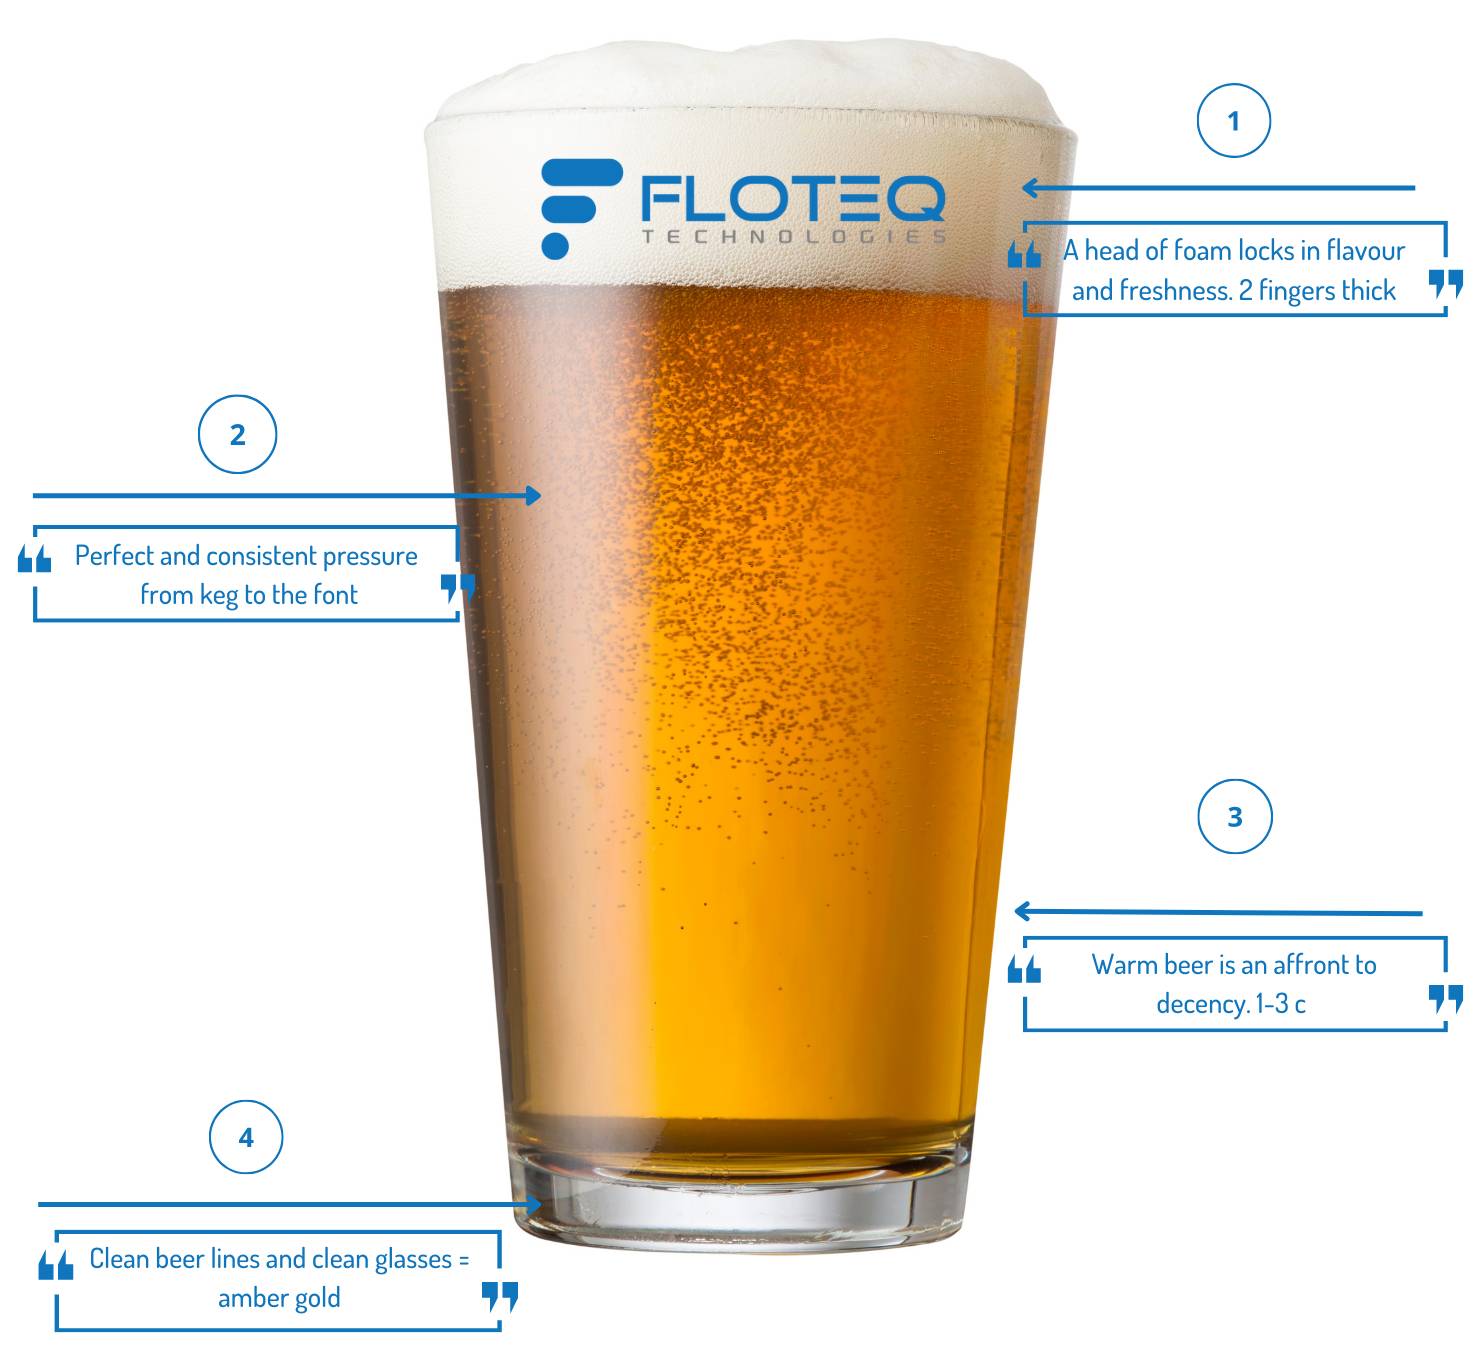 FLOTEQ
TECHNOLOGIES
1
“ A head of foam locks in flavour
and freshness. 2 fingers thick ”
2
“ Perfect and consistent pressure
from keg to the font ”
3
“ Warm beer is an affront to
decency. 1-3 c ”
4
“ Clean beer lines and clean glasses =
amber gold ”